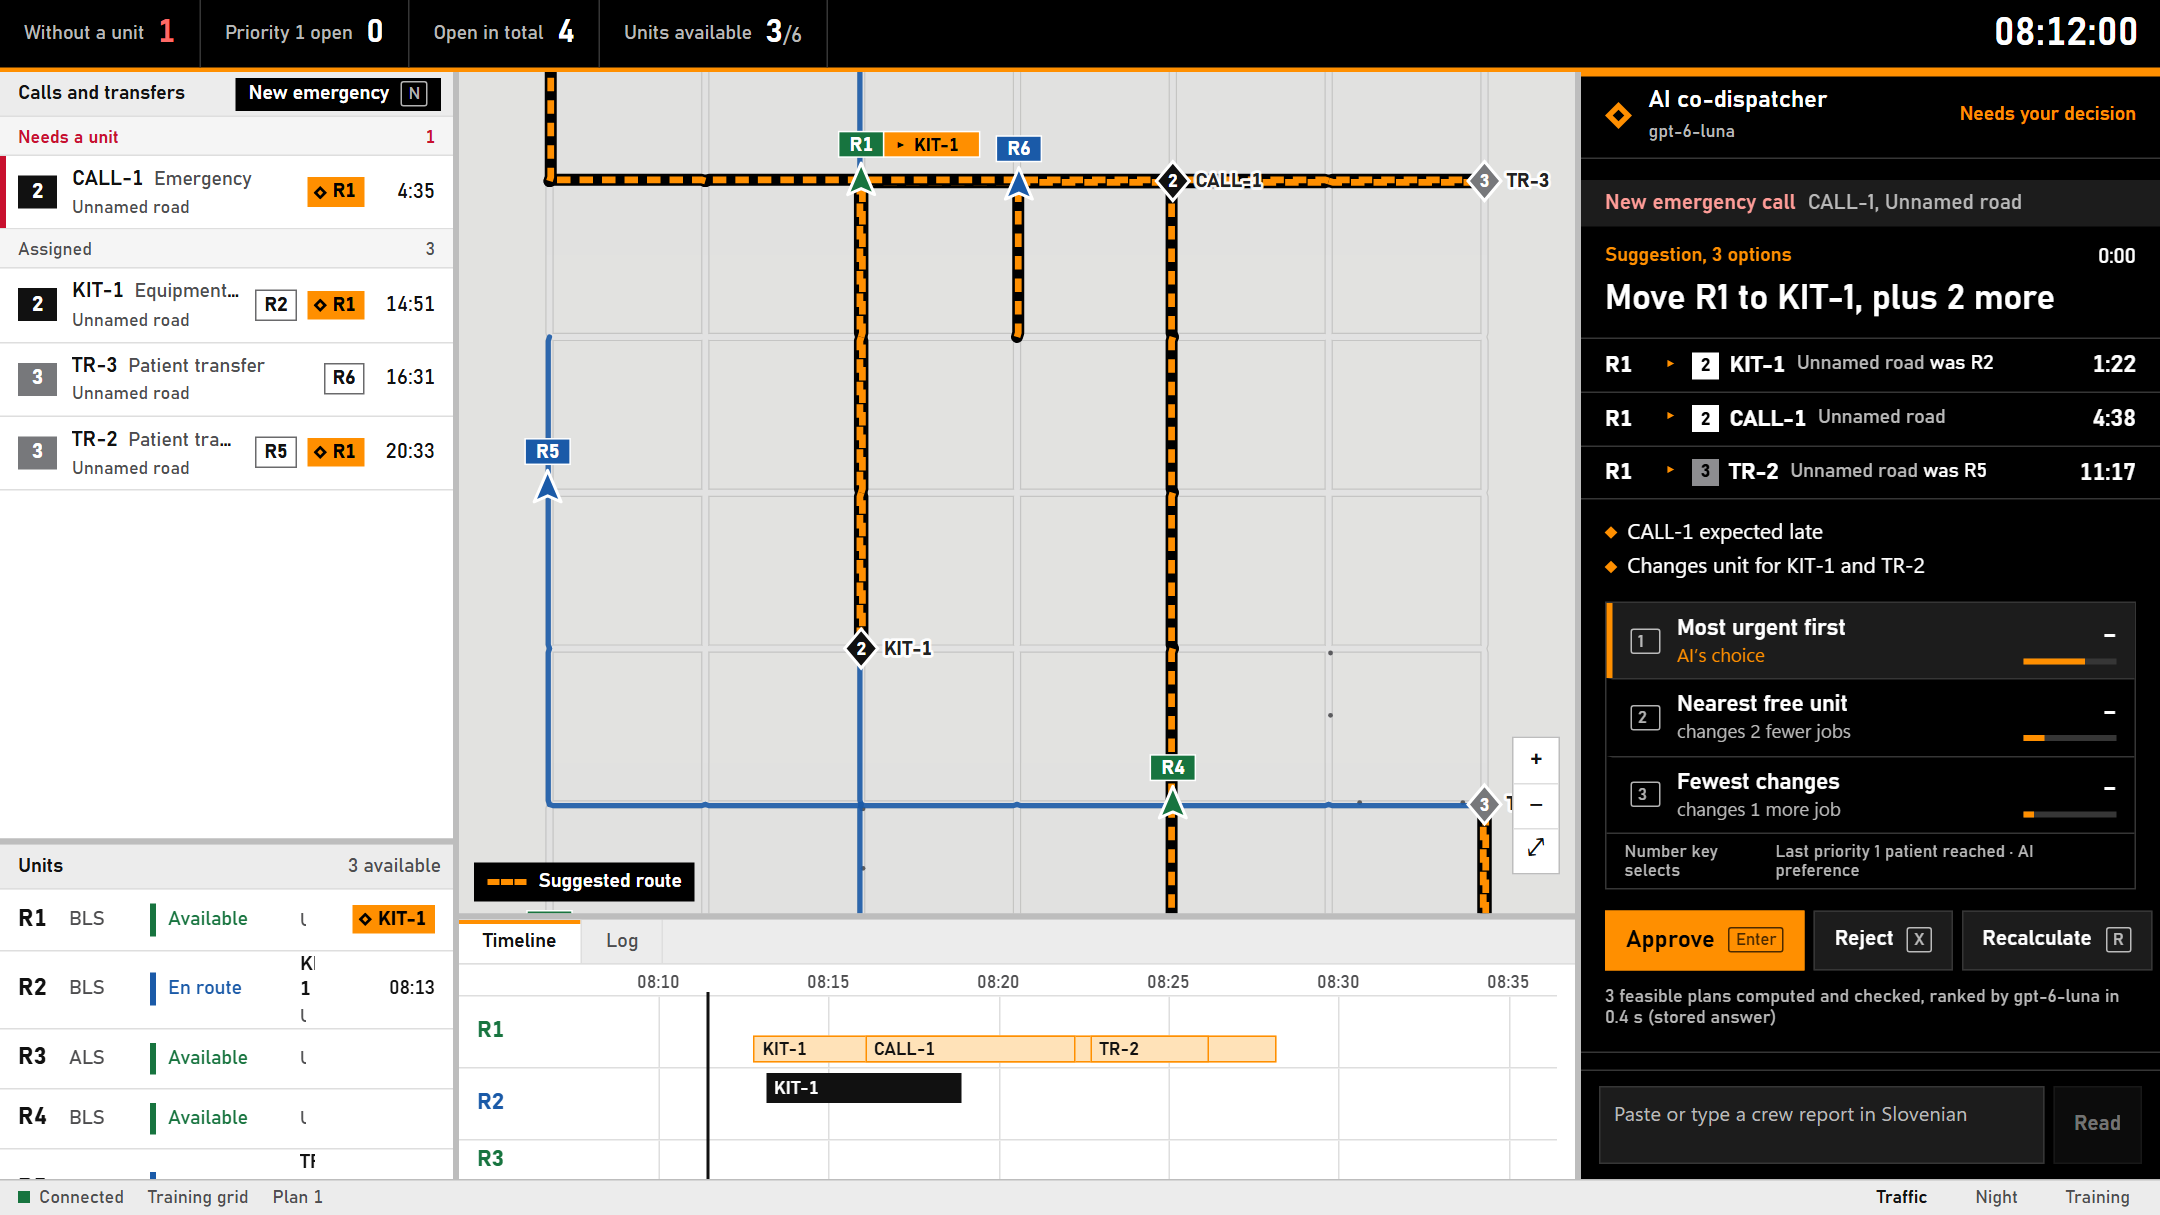 Without a unit 1
Priority 1 open 0
Open in total 4
Units available 3/6
08:12:00
Calls and transfers
New emergency N
Needs a unit 1
2 CALL-1 Emergency R1 4:35
Unnamed road
Assigned 3
2 KIT-1 Equipment... R2 R1 14:51
Unnamed road
3 TR-3 Patient transfer R6 16:31
Unnamed road
3 TR-2 Patient tra... R5 R1 20:33
Unnamed road
Units 3 available
R1 BLS Available KIT-1
R2 BLS En route 1 08:13
R3 ALS Available
R4 BLS Available
R1 KIT-1
R6
2 CALL-1
3 TR-3
R5
2 KIT-1
R4
3
+
−
Suggested route
Timeline
Log
08:10 08:15 08:20 08:25 08:30 08:35
R1
KIT-1 CALL-1 TR-2
R2
KIT-1
R3
AI co-dispatcher
gpt-6-luna
Needs your decision
New emergency call CALL-1, Unnamed road
Suggestion, 3 options 0:00
Move R1 to KIT-1, plus 2 more
R1 2 KIT-1 Unnamed road was R2 1:22
R1 2 CALL-1 Unnamed road 4:38
R1 3 TR-2 Unnamed road was R5 11:17
CALL-1 expected late
Changes unit for KIT-1 and TR-2
1 Most urgent first –
AI's choice
2 Nearest free unit –
changes 2 fewer jobs
3 Fewest changes –
changes 1 more job
Number key selects
Last priority 1 patient reached · AI preference
Approve Enter
Reject X
Recalculate R
3 feasible plans computed and checked, ranked by gpt-6-luna in
0.4 s (stored answer)
Paste or type a crew report in Slovenian
Read
Connected Training grid Plan 1
Traffic Night Training